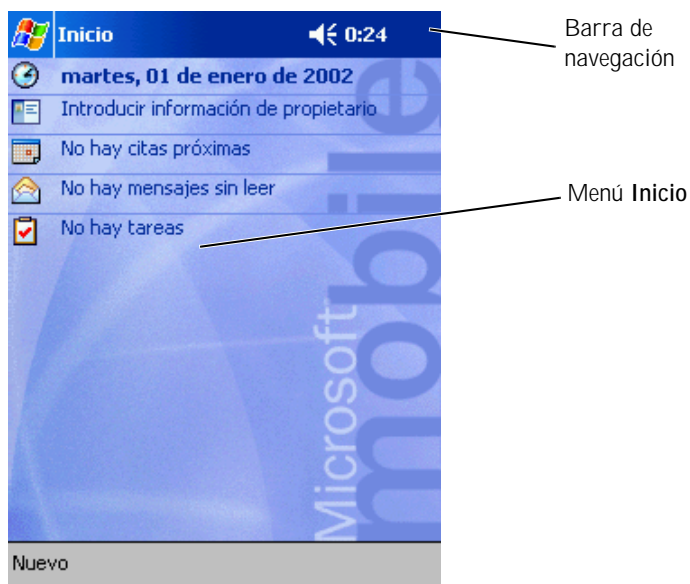 Inicio
0:24
Barra de
navegación
martes, 01 de enero de 2002
Introducir información de propietario
No hay citas próximas
No hay mensajes sin leer
Menú Inicio
No hay tareas
Microsoft
mobile
Nuevo